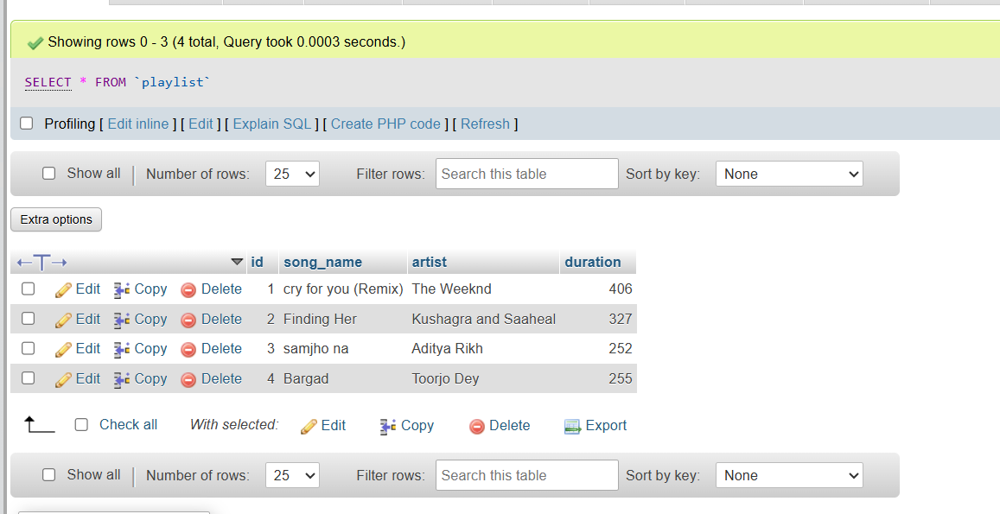 Showing rows 0 - 3 (4 total, Query took 0.0003 seconds.)
SELECT * FROM `playlist`
Profiling [ Edit inline ] [ Edit ] [ Explain SQL ] [ Create PHP code ] [ Refresh ]
Show all | Number of rows: 25 Filter rows: Search this table Sort by key: None
Extra options
←T→ id song_name artist duration
Edit Copy Delete 1 cry for you (Remix) The Weeknd 406
Edit Copy Delete 2 Finding Her Kushagra and Saaheal 327
Edit Copy Delete 3 samjho na Aditya Rikh 252
Edit Copy Delete 4 Bargad Toorjo Dey 255
Check all With selected: Edit Copy Delete Export
Show all | Number of rows: 25 Filter rows: Search this table Sort by key: None